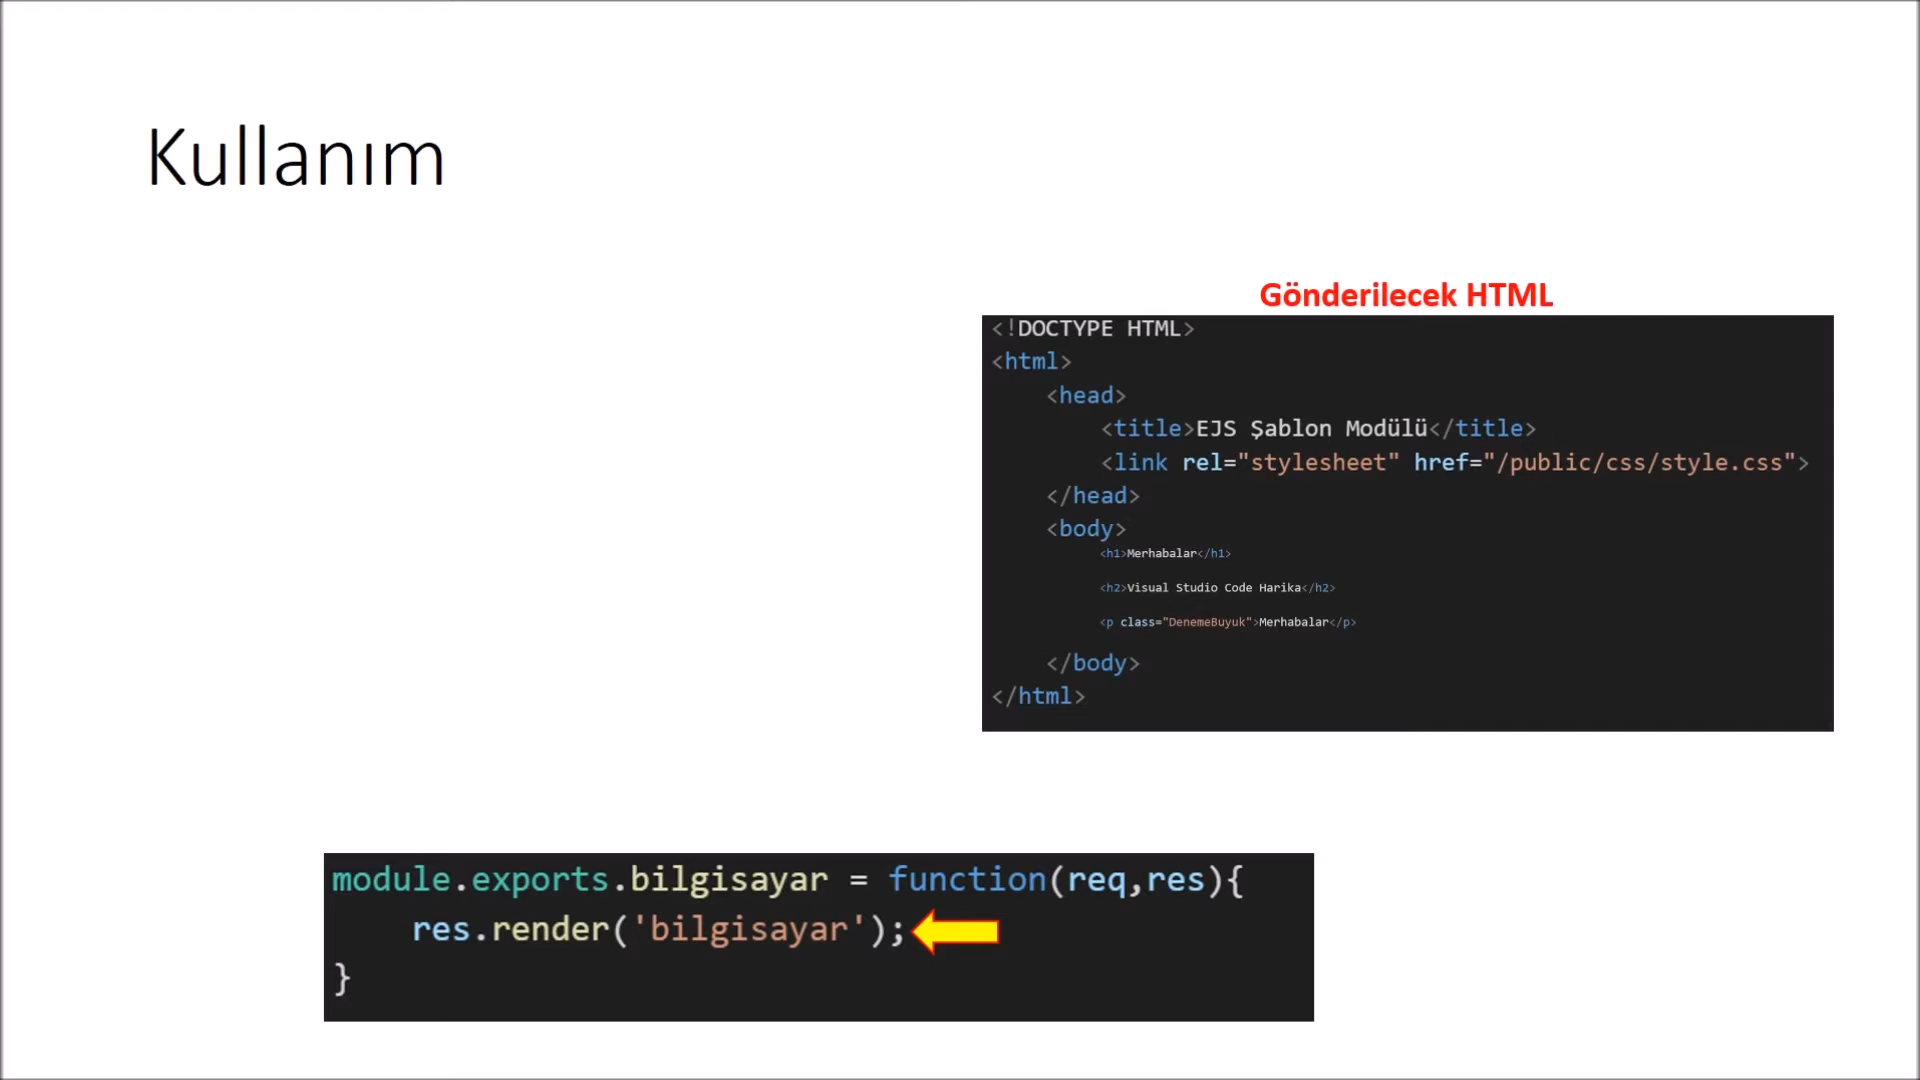 Kullanım
Gönderilecek HTML
<!DOCTYPE HTML>
<html>
<head>
<title>EJS Şablon Modülü</title>
<link rel="stylesheet" href="/public/css/style.css">
</head>
<body>
<h1>Merhabalar</h1>
<h2>Visual Studio Code Harika</h2>
<p class="DenemeBuyuk">Merhabalar</p>
</body>
</html>
module.exports.bilgisayar = function(req,res){
res.render('bilgisayar');
}